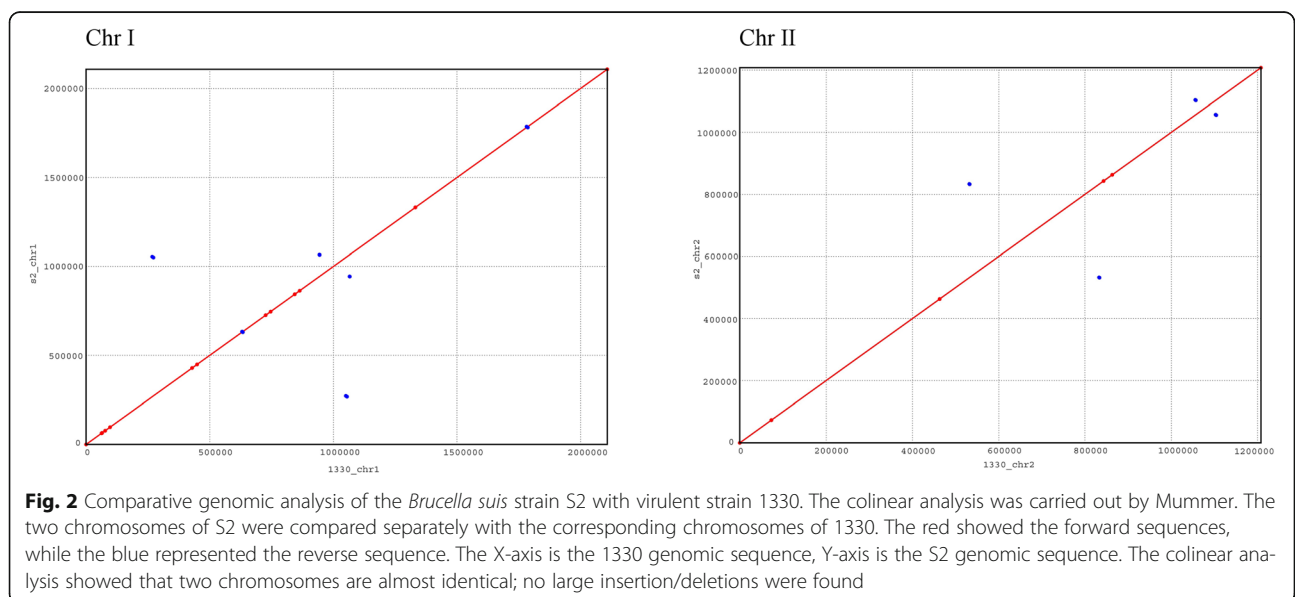 Chr I
Chr II
2000000
1500000
1000000
500000
0
s2_chr1
0
500000
1000000
1500000
2000000
1330_chr1
1200000
1000000
800000
600000
400000
200000
0
s2_chr2
0
200000
400000
600000
800000
1000000
1200000
1330_chr2
Fig. 2 Comparative genomic analysis of the Brucella suis strain S2 with virulent strain 1330. The colinear analysis was carried out by Mummer. The
two chromosomes of S2 were compared separately with the corresponding chromosomes of 1330. The red showed the forward sequences,
while the blue represented the reverse sequence. The X-axis is the 1330 genomic sequence, Y-axis is the S2 genomic sequence. The colinear ana-
lysis showed that two chromosomes are almost identical; no large insertion/deletions were found